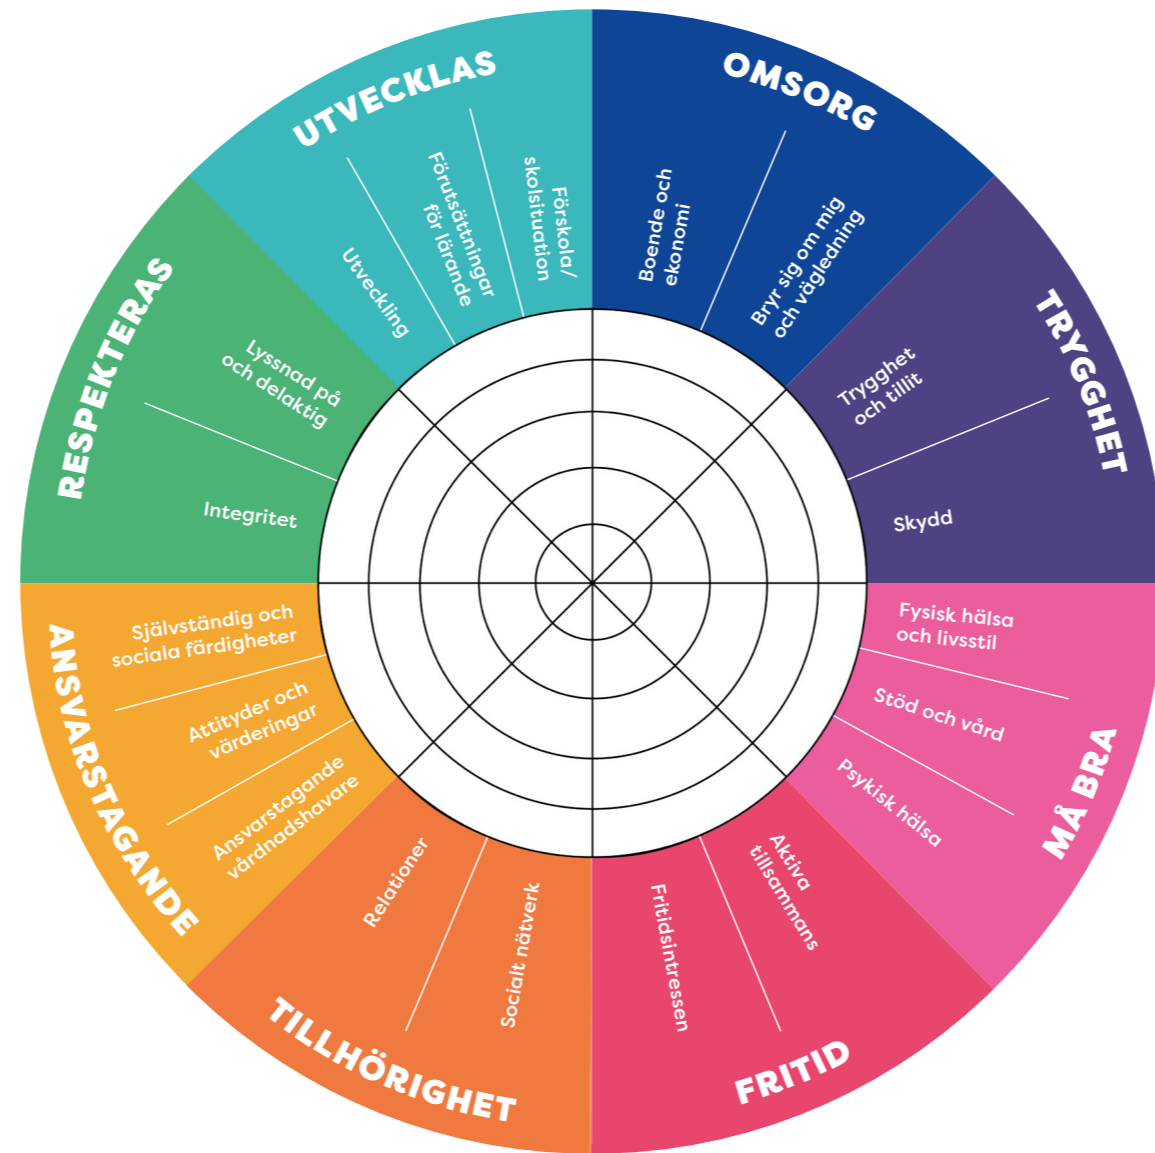 OMSORG
Boende och
ekonomi
Bryr sig om mig
och vägledning
TRYGGHET
Trygghet
och tillit
Skydd
MÅ BRA
Fysisk hälsa
och livsstil
Stöd och vård
Psykisk hälsa
FRITID
Aktiva
tillsammans
Fritidsintressen
TILLHÖRIGHET
Socialt nätverk
Relationer
ANSVARSTAGANDE
Ansvarstagande
vårdnadshavare
Attityder och
värderingar
Självständig och
sociala färdigheter
RESPEKTERAS
Integritet
Lyssnad på
och delaktig
UTVECKLAS
Utveckling
Förutsättningar
för lärande
Förskola/
skolsituation